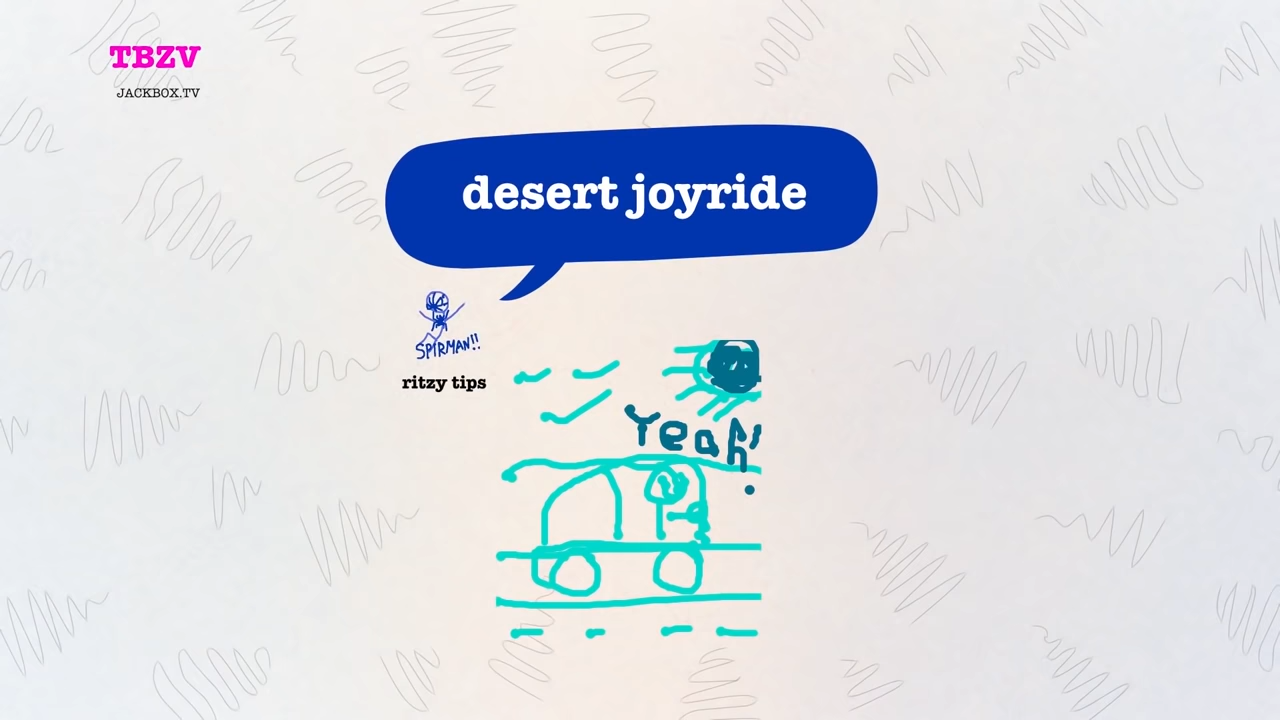 TBZV
JACKBOX.TV
desert joyride
SPIRMAN!!
ritzy tips
Yeah!